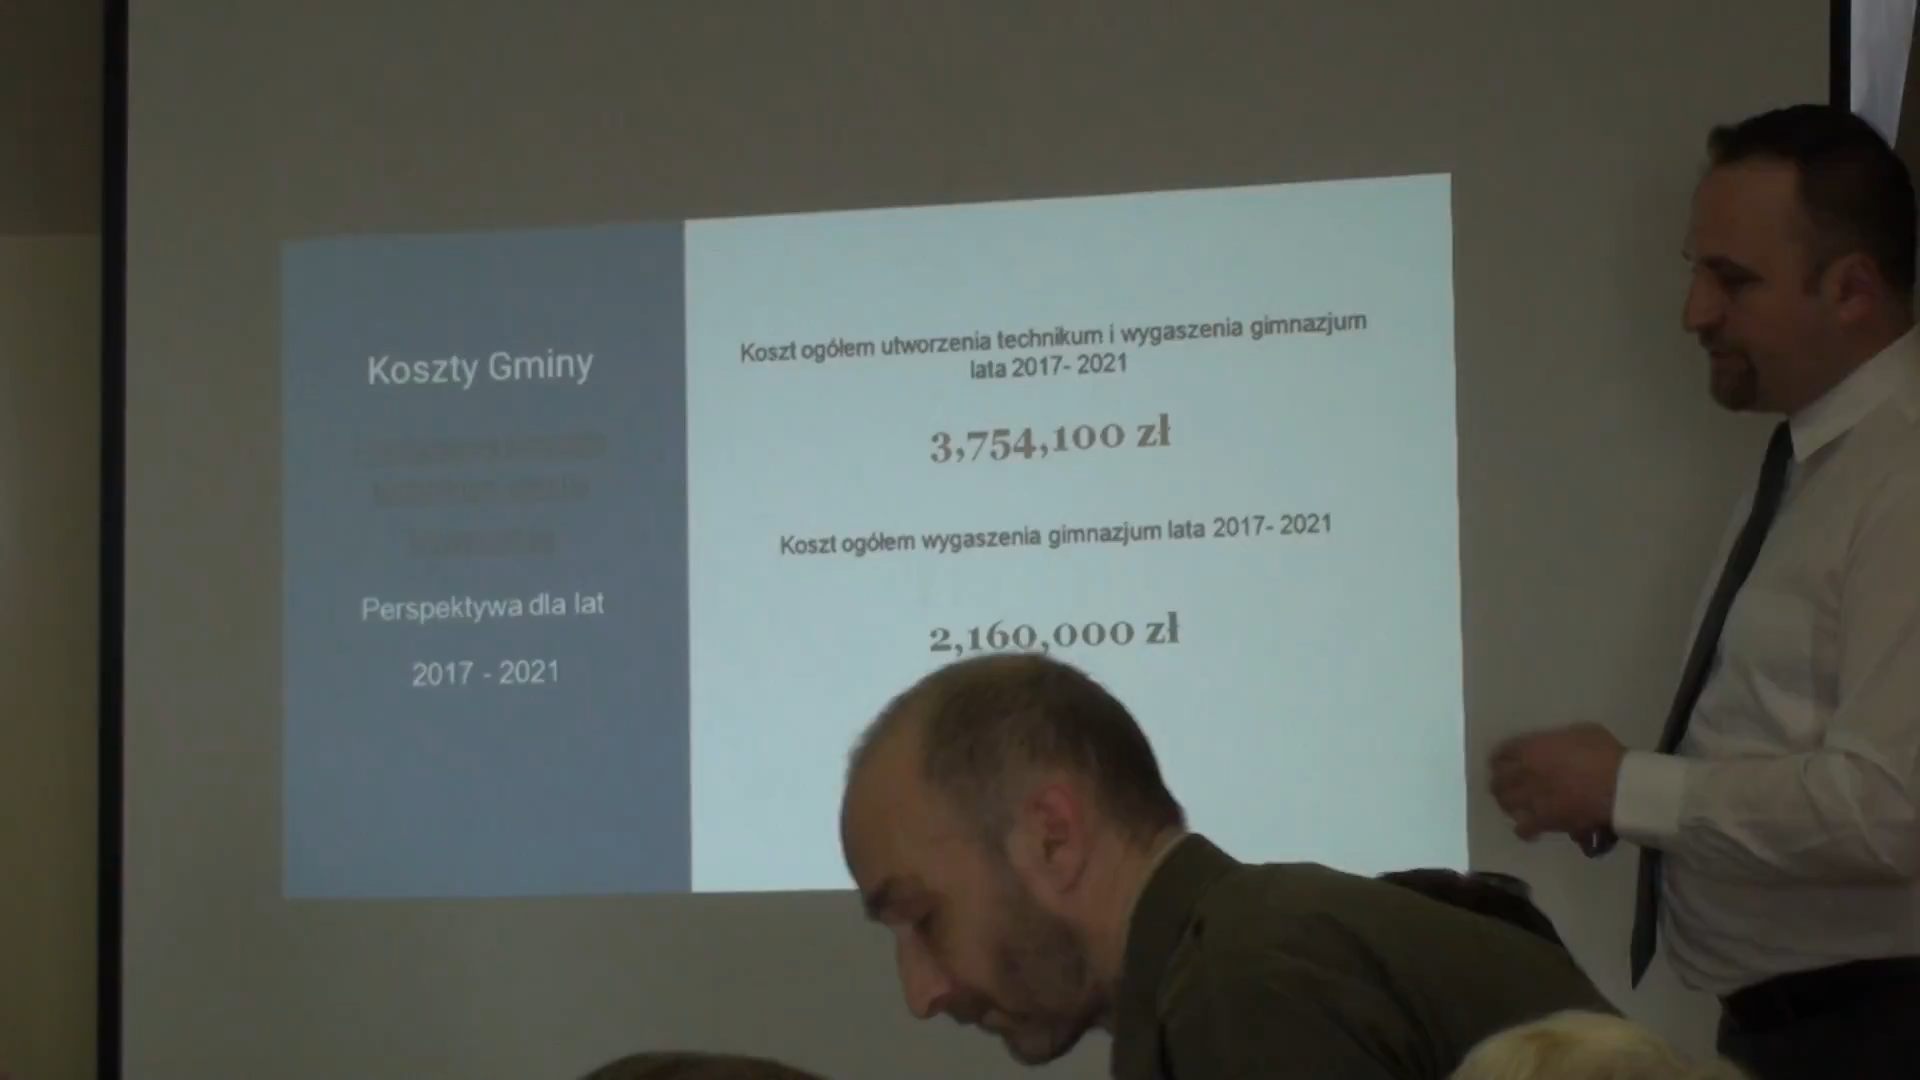 Koszty Gminy
Perspektywa dla lat
2017 - 2021
Koszt ogółem utworzenia technikum i wygaszenia gimnazjum
lata 2017- 2021
3,754,100 zł
Koszt ogółem wygaszenia gimnazjum lata 2017- 2021
2,160,000 zł